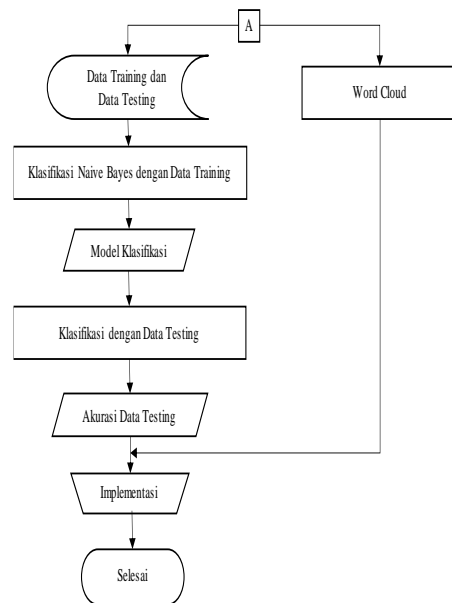 A
Data Training dan
Data Testing
Word Cloud
Klasifikasi Naive Bayes dengan Data Training
Model Klasifikasi
Klasifikasi dengan Data Testing
Akurasi Data Testing
Implementasi
Selesai